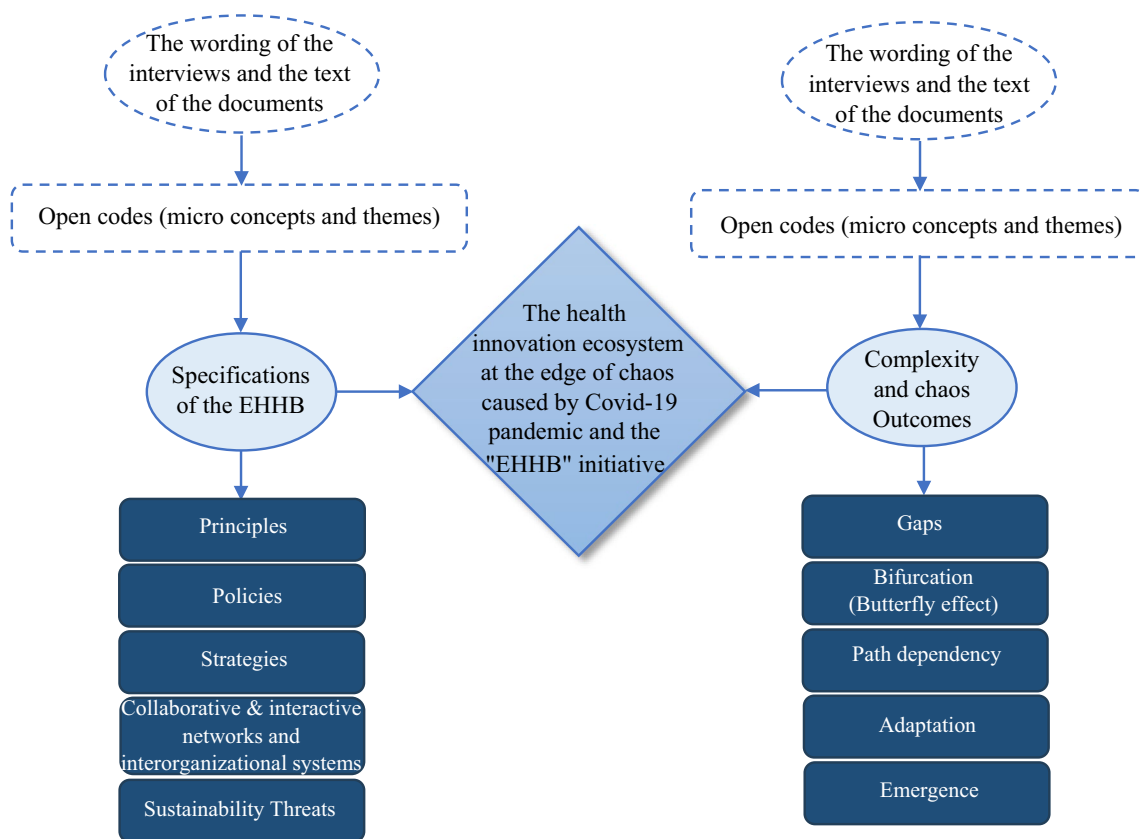 The wording of the
interviews and the text
of the documents
Open codes (micro concepts and themes)
Specifications
of the EHHB
Principles
Policies
Strategies
Collaborative & interactive
networks and
interorganizational systems
Sustainability Threats
The health
innovation ecosystem
at the edge of chaos
caused by Covid-19
pandemic and the
"EHHB" initiative
The wording of the
interviews and the text
of the documents
Open codes (micro concepts and themes)
Complexity
and chaos
Outcomes
Gaps
Bifurcation
(Butterfly effect)
Path dependency
Adaptation
Emergence